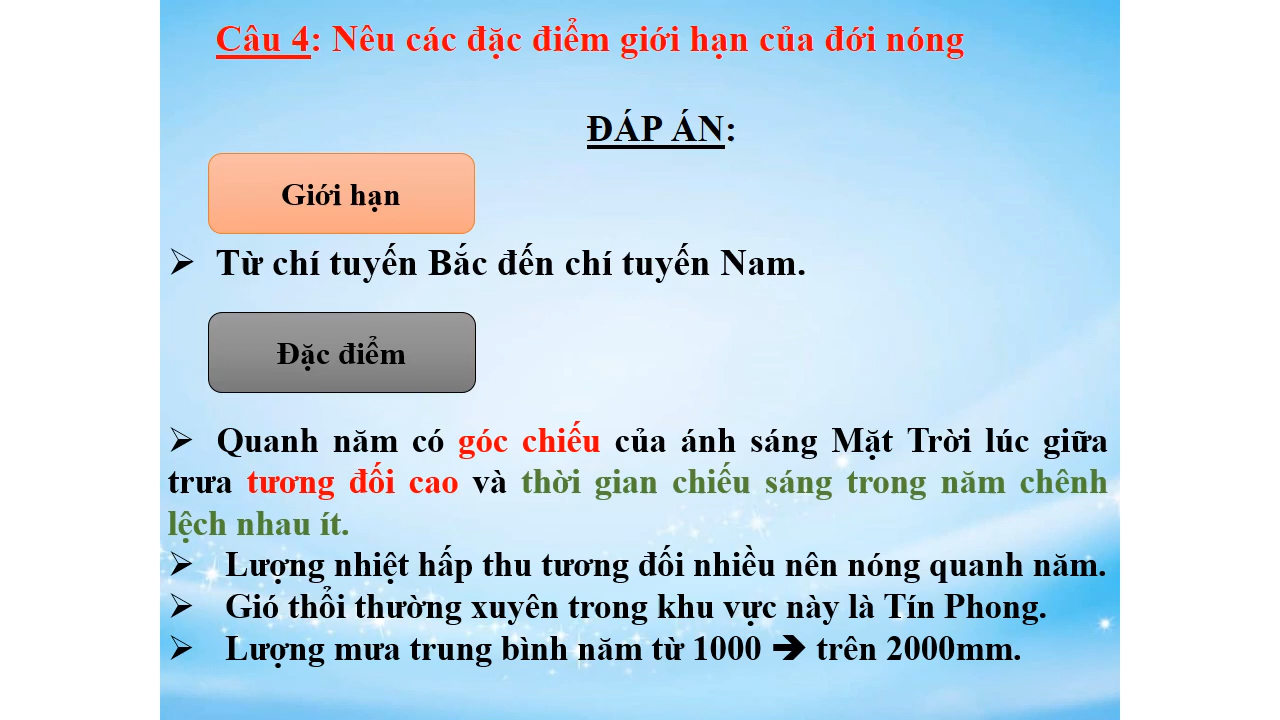 Câu 4: Nêu các đặc điểm giới hạn của đới nóng
ĐÁP ÁN:
Giới hạn
➢ Từ chí tuyến Bắc đến chí tuyến Nam.
Đặc điểm
➢ Quanh năm có góc chiếu của ánh sáng Mặt Trời lúc giữa
trưa tương đối cao và thời gian chiếu sáng trong năm chênh
lệch nhau ít.
➢ Lượng nhiệt hấp thu tương đối nhiều nên nóng quanh năm.
➢ Gió thổi thường xuyên trong khu vực này là Tín Phong.
➢ Lượng mưa trung bình năm từ 1000 🡺 trên 2000mm.